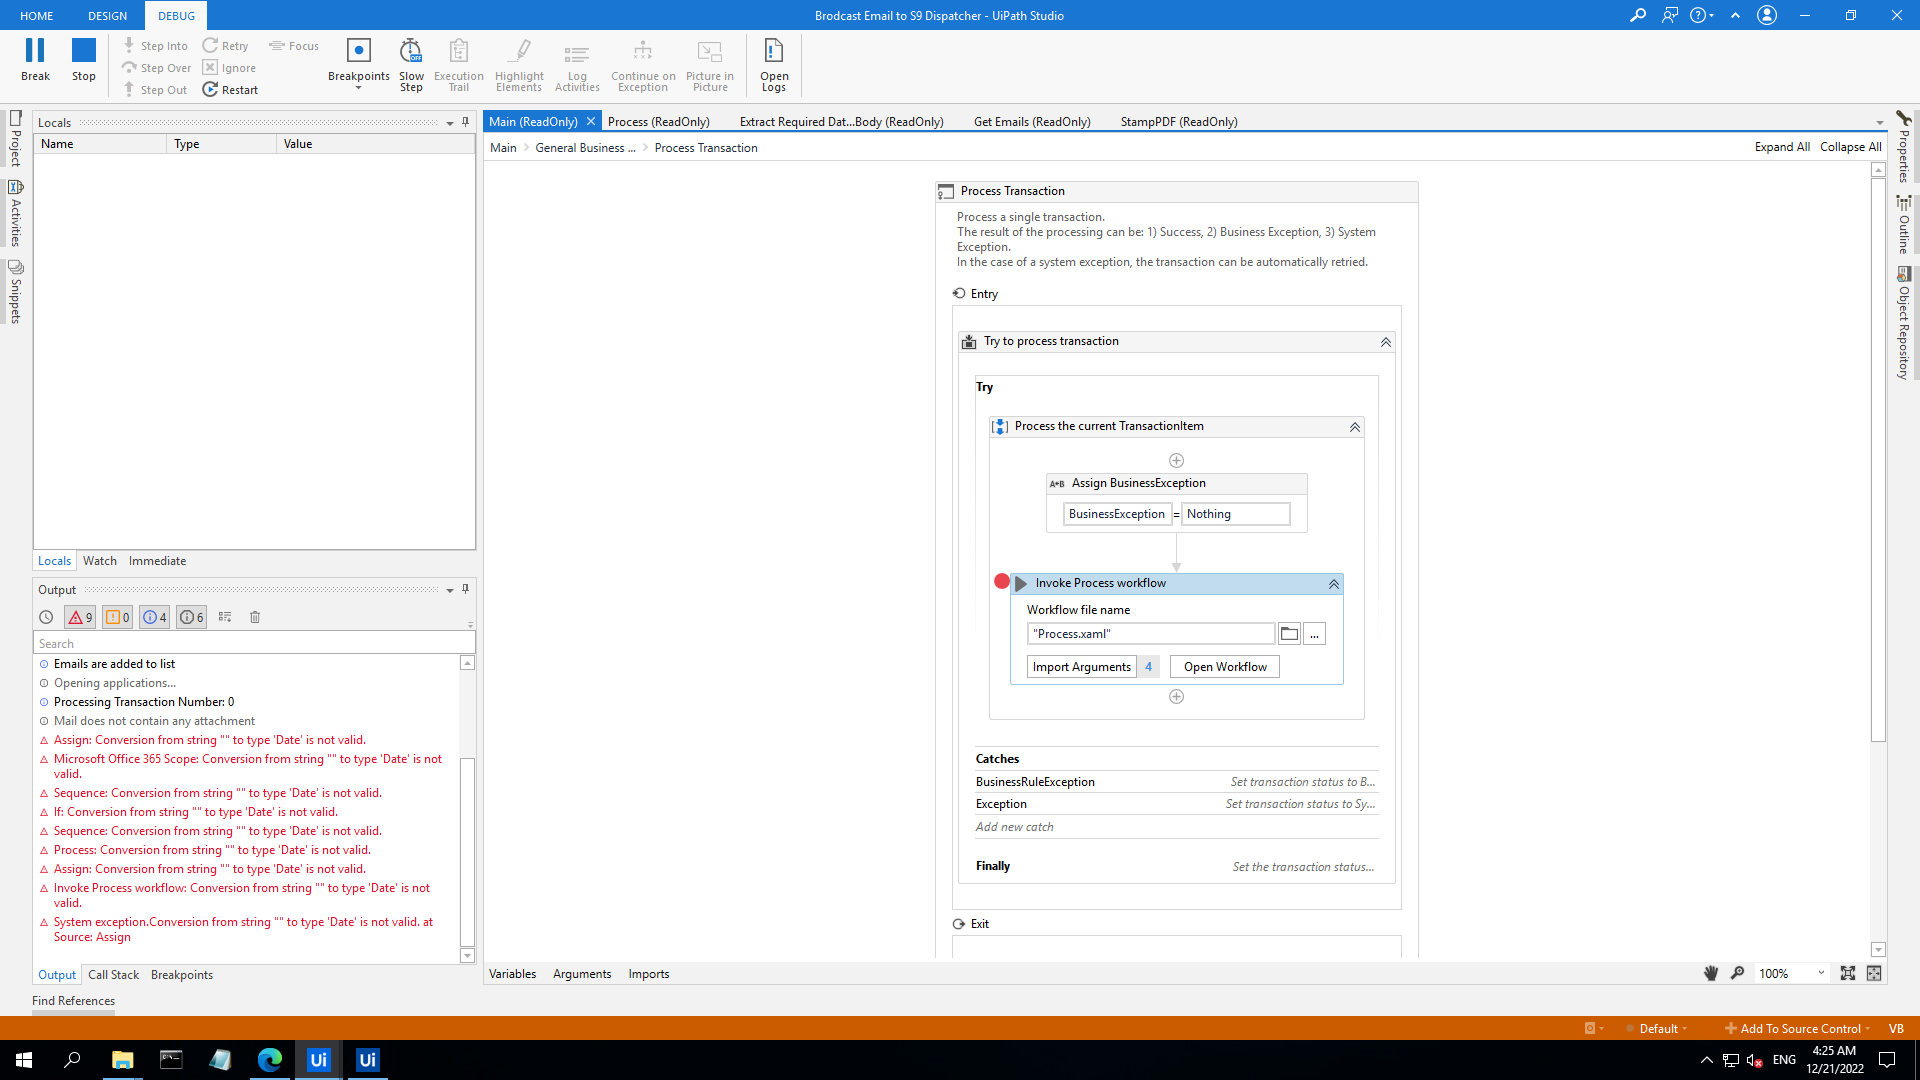 HOME
DESIGN
DEBUG
Brodcast Email to S9 Dispatcher - UiPath Studio
Break
Stop
Step Into
Step Over
Step Out
Retry
Ignore
Restart
Focus
Breakpoints
Slow
Step
Execution
Trail
Highlight
Elements
Log
Activities
Continue on
Exception
Picture in
Picture
Open
Logs
Project
Activities
Snippets
Locals
Name
Type
Value
Locals
Watch
Immediate
Output
9
0
4
6
Search
Emails are added to list
Opening applications...
Processing Transaction Number: 0
Mail does not contain any attachment
Assign: Conversion from string "" to type 'Date' is not valid.
Microsoft Office 365 Scope: Conversion from string "" to type 'Date' is not
valid.
Sequence: Conversion from string "" to type 'Date' is not valid.
If: Conversion from string "" to type 'Date' is not valid.
Sequence: Conversion from string "" to type 'Date' is not valid.
Process: Conversion from string "" to type 'Date' is not valid.
Assign: Conversion from string "" to type 'Date' is not valid.
Invoke Process workflow: Conversion from string "" to type 'Date' is not
valid.
System exception.Conversion from string "" to type 'Date' is not valid. at
Source: Assign
Output
Call Stack
Breakpoints
Find References
Main (ReadOnly)
Process (ReadOnly)
Extract Required Dat...Body (ReadOnly)
Get Emails (ReadOnly)
StampPDF (ReadOnly)
Main
General Business ...
Process Transaction
Expand All
Collapse All
Process Transaction
Process a single transaction.
The result of the processing can be: 1) Success, 2) Business Exception, 3) System
Exception.
In the case of a system exception, the transaction can be automatically retried.
Entry
Try to process transaction
Try
Process the current TransactionItem
A*B
Assign BusinessException
BusinessException = Nothing
Invoke Process workflow
Workflow file name
"Process.xaml"
...
Import Arguments
4
Open Workflow
Catches
BusinessRuleException
Set transaction status to B...
Exception
Set transaction status to Sy...
Add new catch
Finally
Set the transaction status...
Exit
Variables
Arguments
Imports
100%
Properties
Outline
Object Repository
Default
Add To Source Control
VB
Ui
Ui
ENG
4:25 AM
12/21/2022